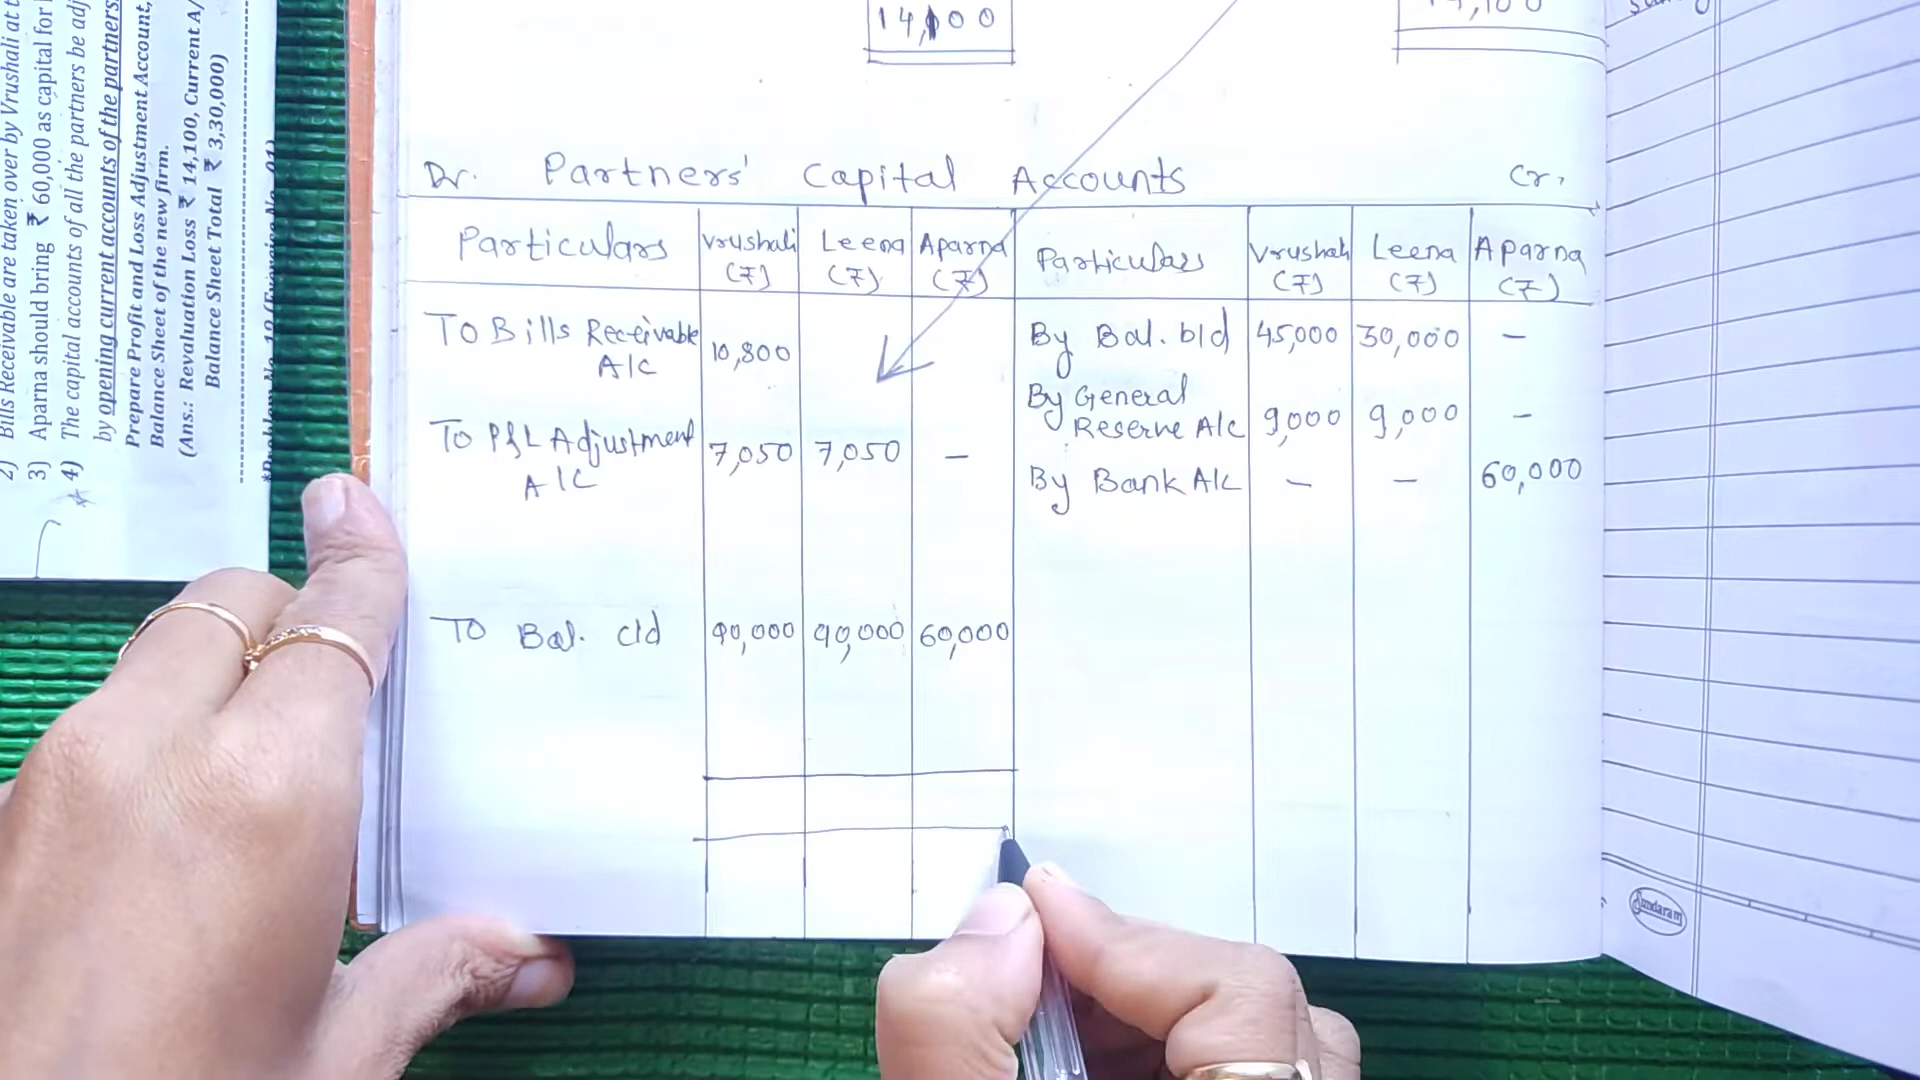 14,100
14,100
Dr. Partners' Capital Accounts Cr.
Particulars Vrushali (₹) Leena (₹) Aparna (₹) Particulars Vrushali (₹) Leena (₹) Aparna (₹)
To Bills Receivable A/c 10,800
By Bal. b/d 45,000 30,000 –
By General Reserve A/c 9,000 9,000 –
To P&L Adjustment A/C 7,050 7,050 –
By Bank A/c – – 60,000
To Bal. c/d 90,000 90,000 60,000
2) Bills Receivable are taken over by Vrushali at t
3) Aparna should bring ₹ 60,000 as capital for
4) The capital accounts of all the partners be adj
by opening current accounts of the partners.
Prepare Profit and Loss Adjustment Account,
Balance Sheet of the new firm.
(Ans.: Revaluation Loss ₹ 14,100, Current A/
Balance Sheet Total ₹ 3,30,000)
Sundaram